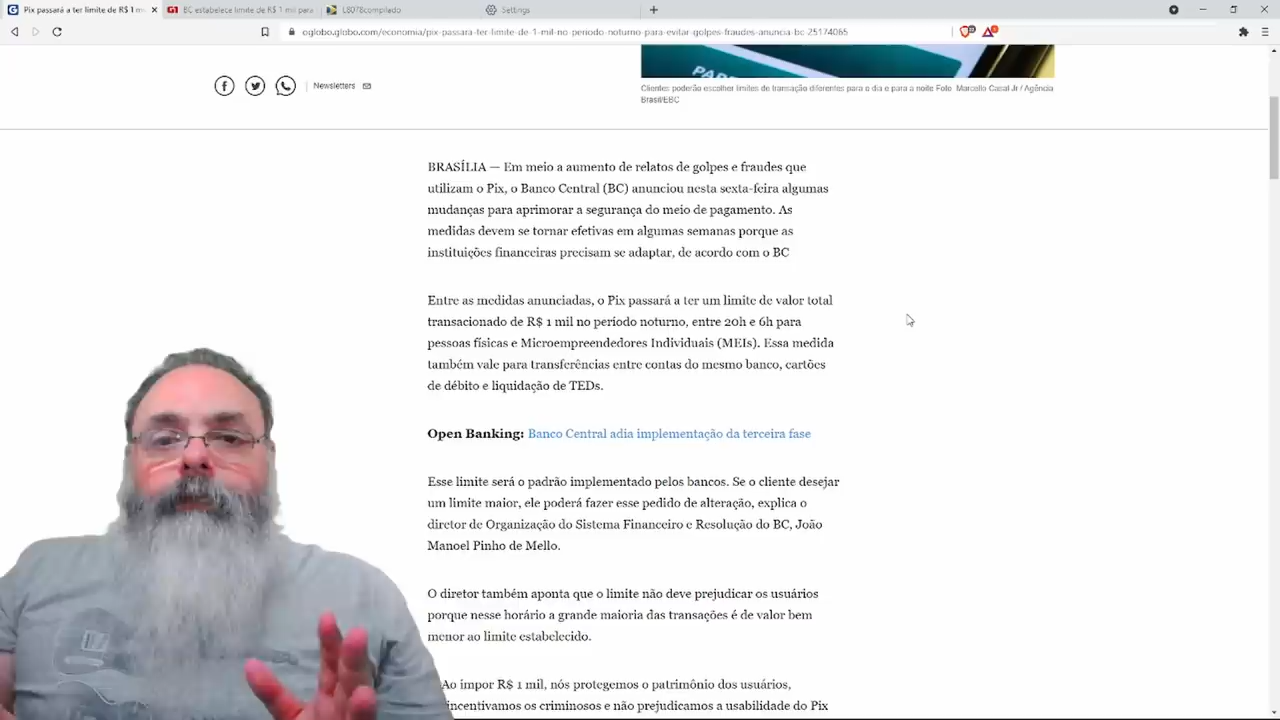 Pix passará a ter limite de R$ 1 m
BC estabelece limite de R$ 1 mil para
L8078compilado
Settings
oglobo.globo.com/economia/pix-passara-ter-limite-de-1-mil-no-periodo-noturno-para-evitar-golpes-fraudes-anuncia-bc-25174065
Newsletters
Clientes poderão escolher limites de transação diferentes para o dia e para a noite Foto Marcello Casal Jr / Agência
Brasil/EBC
BRASÍLIA — Em meio a aumento de relatos de golpes e fraudes que
utilizam o Pix, o Banco Central (BC) anunciou nesta sexta-feira algumas
mudanças para aprimorar a segurança do meio de pagamento. As
medidas devem se tornar efetivas em algumas semanas porque as
instituições financeiras precisam se adaptar, de acordo com o BC
Entre as medidas anunciadas, o Pix passará a ter um limite de valor total
transacionado de R$ 1 mil no período noturno, entre 20h e 6h para
pessoas físicas e Microempreendedores Individuais (MEIs). Essa medida
também vale para transferências entre contas do mesmo banco, cartões
de débito e liquidação de TEDs.
Open Banking: Banco Central adia implementação da terceira fase
Esse limite será o padrão implementado pelos bancos. Se o cliente desejar
um limite maior, ele poderá fazer esse pedido de alteração, explica o
diretor de Organização do Sistema Financeiro e Resolução do BC, João
Manoel Pinho de Mello.
O diretor também aponta que o limite não deve prejudicar os usuários
porque nesse horário a grande maioria das transações é de valor bem
menor ao limite estabelecido.
Ao impor R$ 1 mil, nós protegemos o patrimônio dos usuários,
incentivamos os criminosos e não prejudicamos a usabilidade do Pix